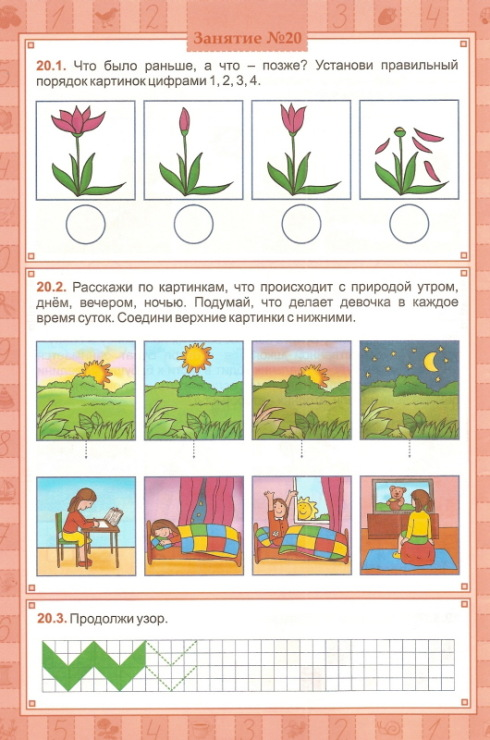 Занятие №20
20.1. Что было раньше, а что – позже? Установи правильный
порядок картинок цифрами 1, 2, 3, 4.
20.2. Расскажи по картинкам, что происходит с природой утром,
днём, вечером, ночью. Подумай, что делает девочка в каждое
время суток. Соедини верхние картинки с нижними.
20.3. Продолжи узор.